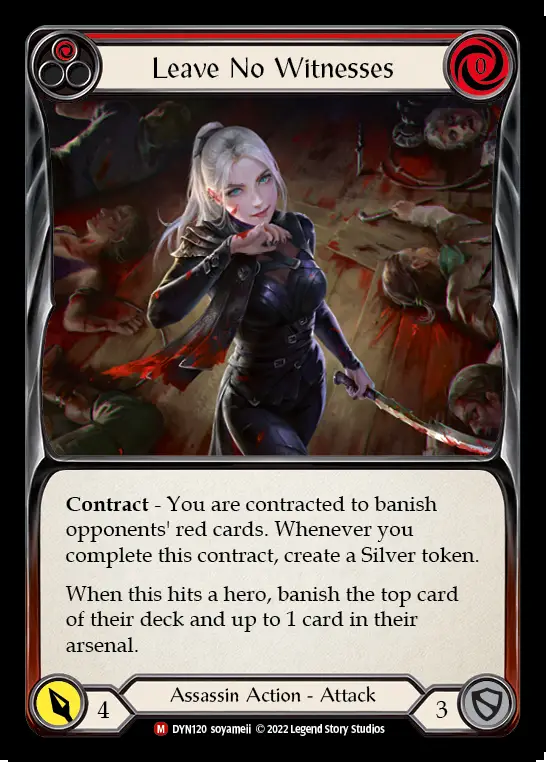 Leave No Witnesses
0
Contract - You are contracted to banish
opponents' red cards. Whenever you
complete this contract, create a Silver token.
When this hits a hero, banish the top card
of their deck and up to 1 card in their
arsenal.
4
Assassin Action - Attack
3
M DYN120 soyameii © 2022 Legend Story Studios